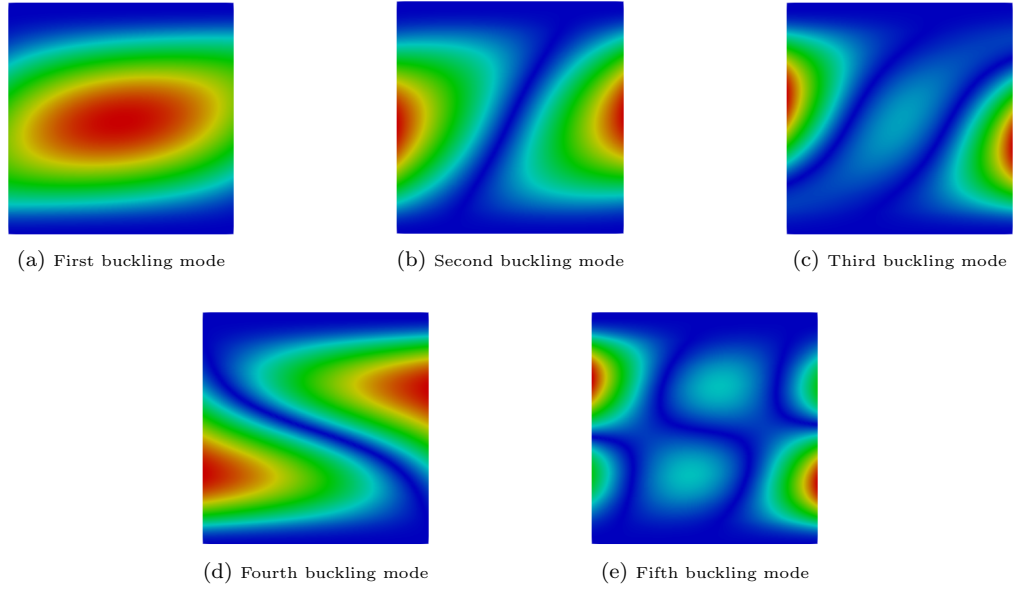 (a) First buckling mode
(b) Second buckling mode
(c) Third buckling mode
(d) Fourth buckling mode
(e) Fifth buckling mode